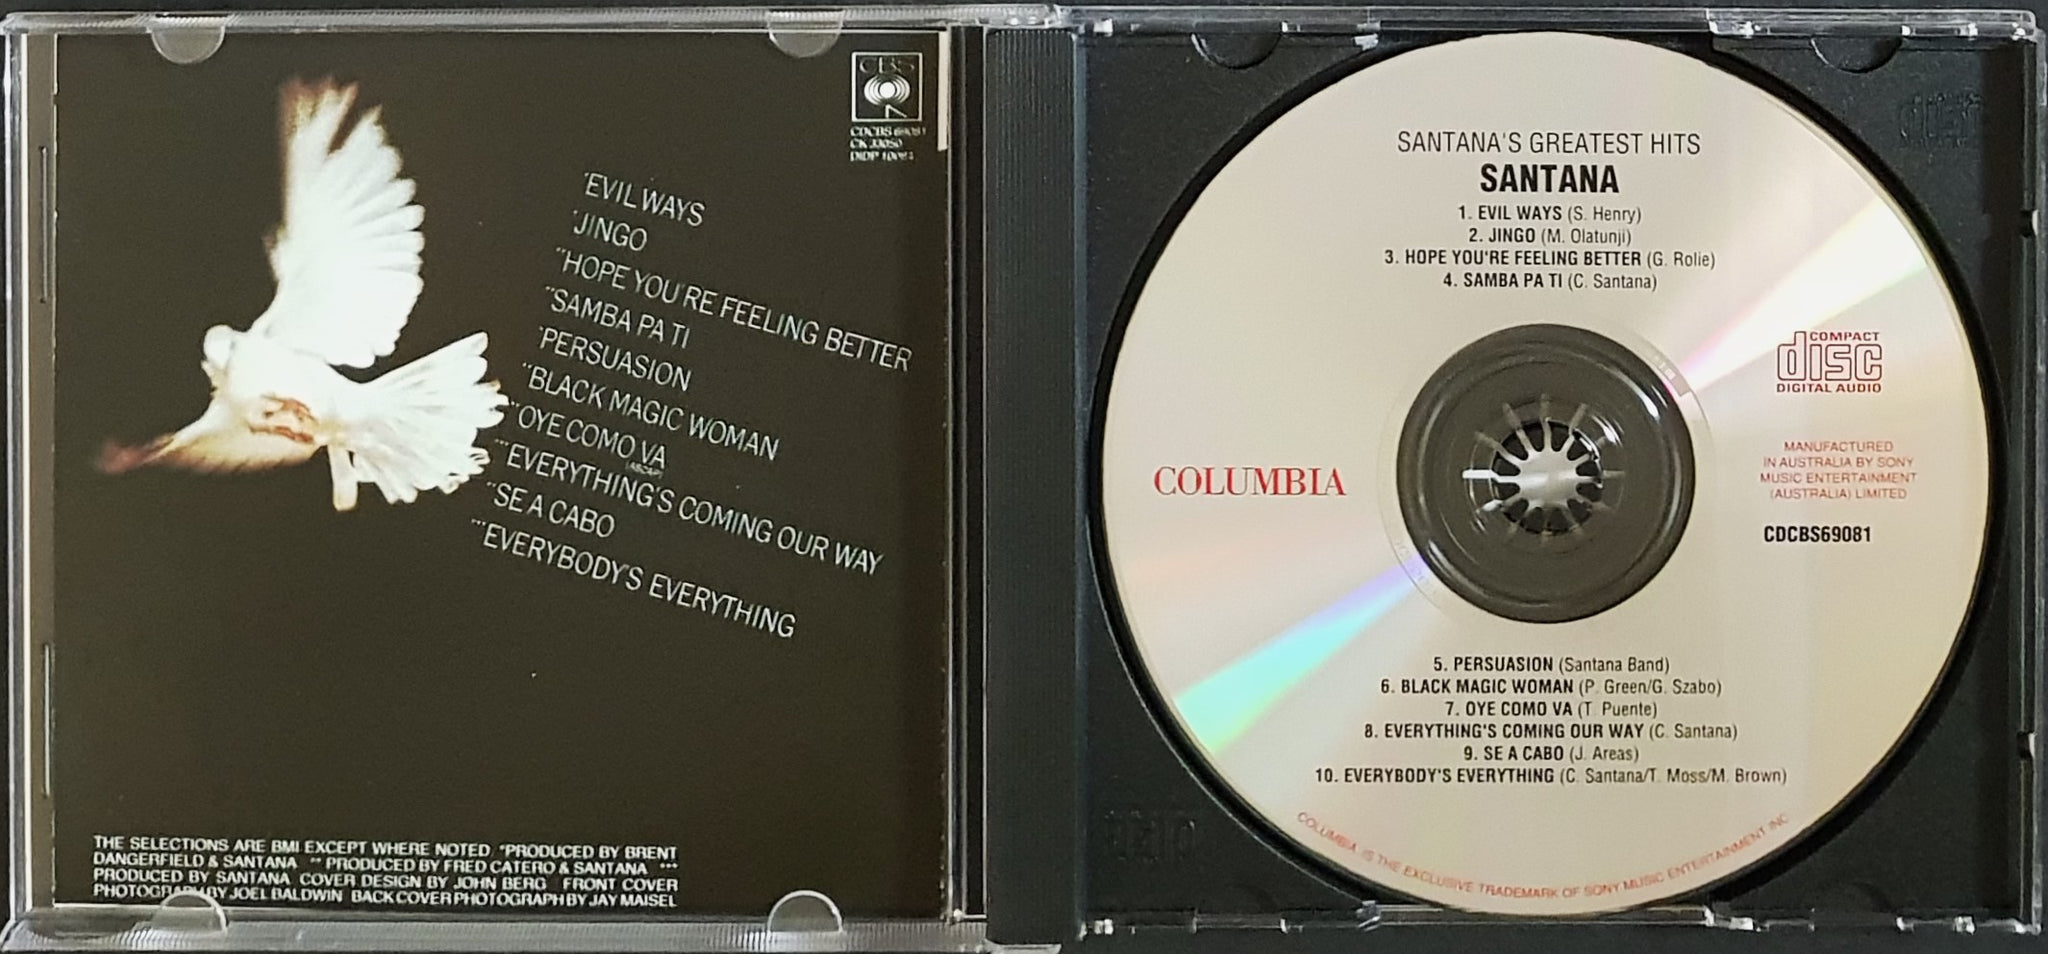 CBS
CDCBS 69081
CK 33050
*EVIL WAYS
*JINGO
**HOPE YOU'RE FEELING BETTER
**SAMBA PA TI
*PERSUASION
**BLACK MAGIC WOMAN
**OYE COMO VA
(ASCAP)
***EVERYTHING'S COMING OUR WAY
**SE A CABO
***EVERYBODY'S EVERYTHING
THE SELECTIONS ARE BMI EXCEPT WHERE NOTED. *PRODUCED BY BRENT
DANGERFIELD & SANTANA ** PRODUCED BY FRED CATERO & SANTANA ***
PRODUCED BY SANTANA COVER DESIGN BY JOHN BERG FRONT COVER
PHOTOGRAPH BY JOEL BALDWIN BACK COVER PHOTOGRAPH BY JAY MAISEL
SANTANA'S GREATEST HITS
SANTANA
1. EVIL WAYS (S. Henry)
2. JINGO (M. Olatunji)
3. HOPE YOU'RE FEELING BETTER (G. Rolie)
4. SAMBA PA TI (C. Santana)
COMPACT
disc
DIGITAL AUDIO
COLUMBIA
MANUFACTURED
IN AUSTRALIA BY SONY
MUSIC ENTERTAINMENT
(AUSTRALIA) LIMITED
CDCBS69081
5. PERSUASION (Santana Band)
6. BLACK MAGIC WOMAN (P. Green/G. Szabo)
7. OYE COMO VA (T. Puente)
8. EVERYTHING'S COMING OUR WAY (C. Santana)
9. SE A CABO (J. Areas)
10. EVERYBODY'S EVERYTHING (C. Santana/T. Moss/M. Brown)
COLUMBIA IS THE EXCLUSIVE TRADEMARK OF SONY MUSIC ENTERTAINMENT INC